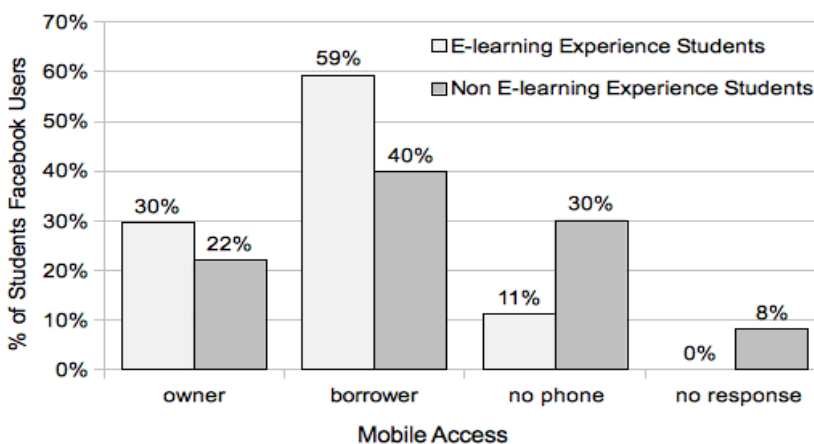 70%
60%
50%
40%
30%
20%
10%
0%
% of Students Facebook Users
E-learning Experience Students
Non E-learning Experience Students
30%
22%
59%
40%
11%
30%
0%
8%
owner
borrower
no phone
no response
Mobile Access